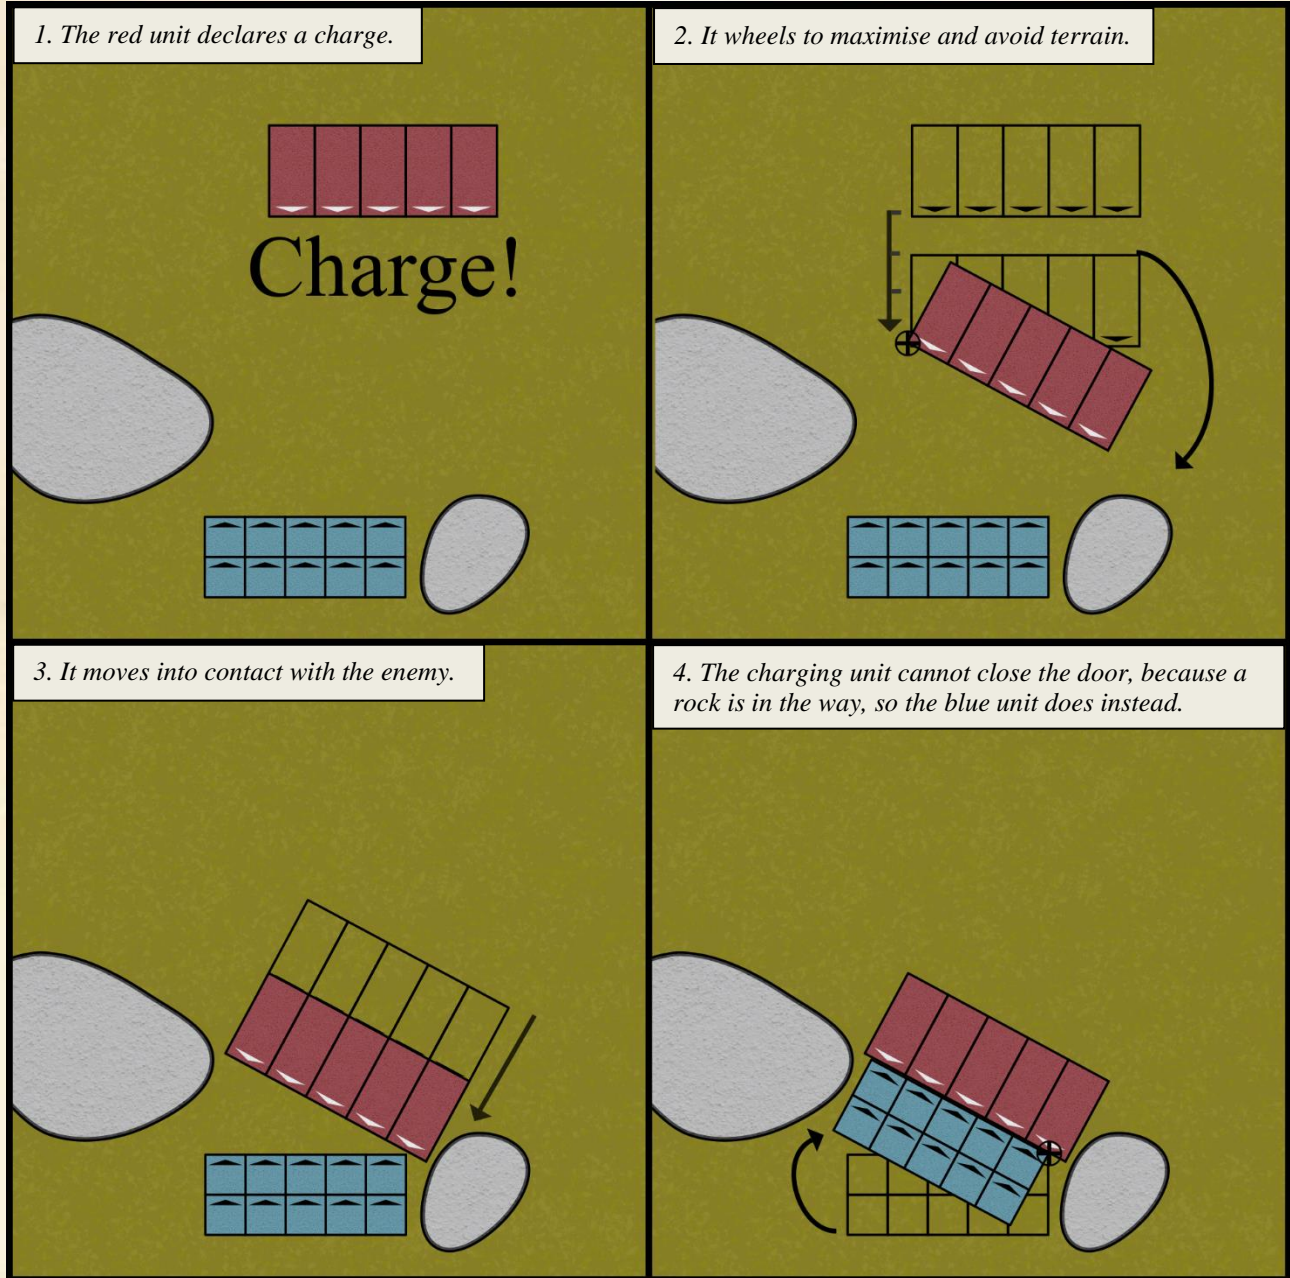 1. The red unit declares a charge.
2. It wheels to maximise and avoid terrain.
Charge!
3. It moves into contact with the enemy.
4. The charging unit cannot close the door, because a
rock is in the way, so the blue unit does instead.